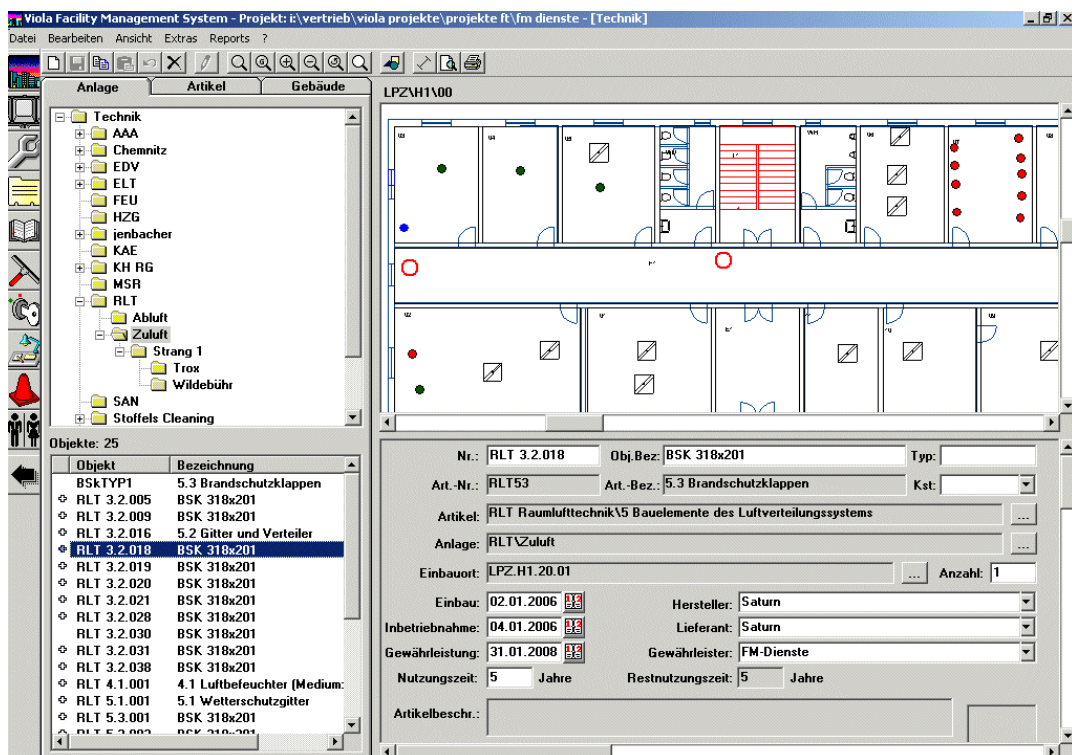 Viola Facility Management System - Projekt: i:\vertrieb\viola projekte\projekte ft\fm dienste - [Technik]
Datei Bearbeiten Ansicht Extras Reports ?
Anlage Artikel Gebäude
Technik
AAA
Chemnitz
EDV
ELT
FEU
HZG
jenbacher
KAE
KH RG
MSR
RLT
Abluft
Zuluft
Strang 1
Trox
Wildebühr
SAN
Stoffels Cleaning
LPZ\H1\00
Objekte: 25
Objekt Bezeichnung
BSkTYP1 5.3 Brandschutzklappen
RLT 3.2.005 BSK 318x201
RLT 3.2.009 BSK 318x201
RLT 3.2.016 5.2 Gitter und Verteiler
RLT 3.2.018 BSK 318x201
RLT 3.2.019 BSK 318x201
RLT 3.2.020 BSK 318x201
RLT 3.2.021 BSK 318x201
RLT 3.2.028 BSK 318x201
RLT 3.2.030 BSK 318x201
RLT 3.2.031 BSK 318x201
RLT 3.2.038 BSK 318x201
RLT 4.1.001 4.1 Luftbefeuchter (Medium:
RLT 5.1.001 5.1 Wetterschutzgitter
RLT 5.3.001 BSK 318x201
Nr.: RLT 3.2.018 Obj.Bez: BSK 318x201 Typ:
Art.-Nr.: RLT53 Art.-Bez.: 5.3 Brandschutzklappen Kst:
Artikel: RLT Raumlufttechnik\5 Bauelemente des Luftverteilungssystems ...
Anlage: RLT\Zuluft ...
Einbauort: LPZ.H1.20.01 ... Anzahl: 1
Einbau: 02.01.2006 Hersteller: Saturn
Inbetriebnahme: 04.01.2006 Lieferant: Saturn
Gewährleistung: 31.01.2008 Gewährleister: FM-Dienste
Nutzungszeit: 5 Jahre Restnutzungszeit: 5 Jahre
Artikelbeschr.: